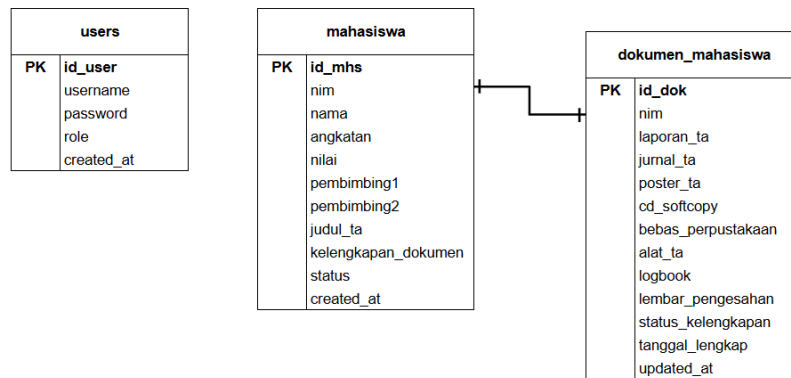 users
PK id_user
username
password
role
created_at
mahasiswa
PK id_mhs
nim
nama
angkatan
nilai
pembimbing1
pembimbing2
judul_ta
kelengkapan_dokumen
status
created_at
dokumen_mahasiswa
PK id_dok
nim
laporan_ta
jurnal_ta
poster_ta
cd_softcopy
bebas_perpustakaan
alat_ta
logbook
lembar_pengesahan
status_kelengkapan
tanggal_lengkap
updated_at